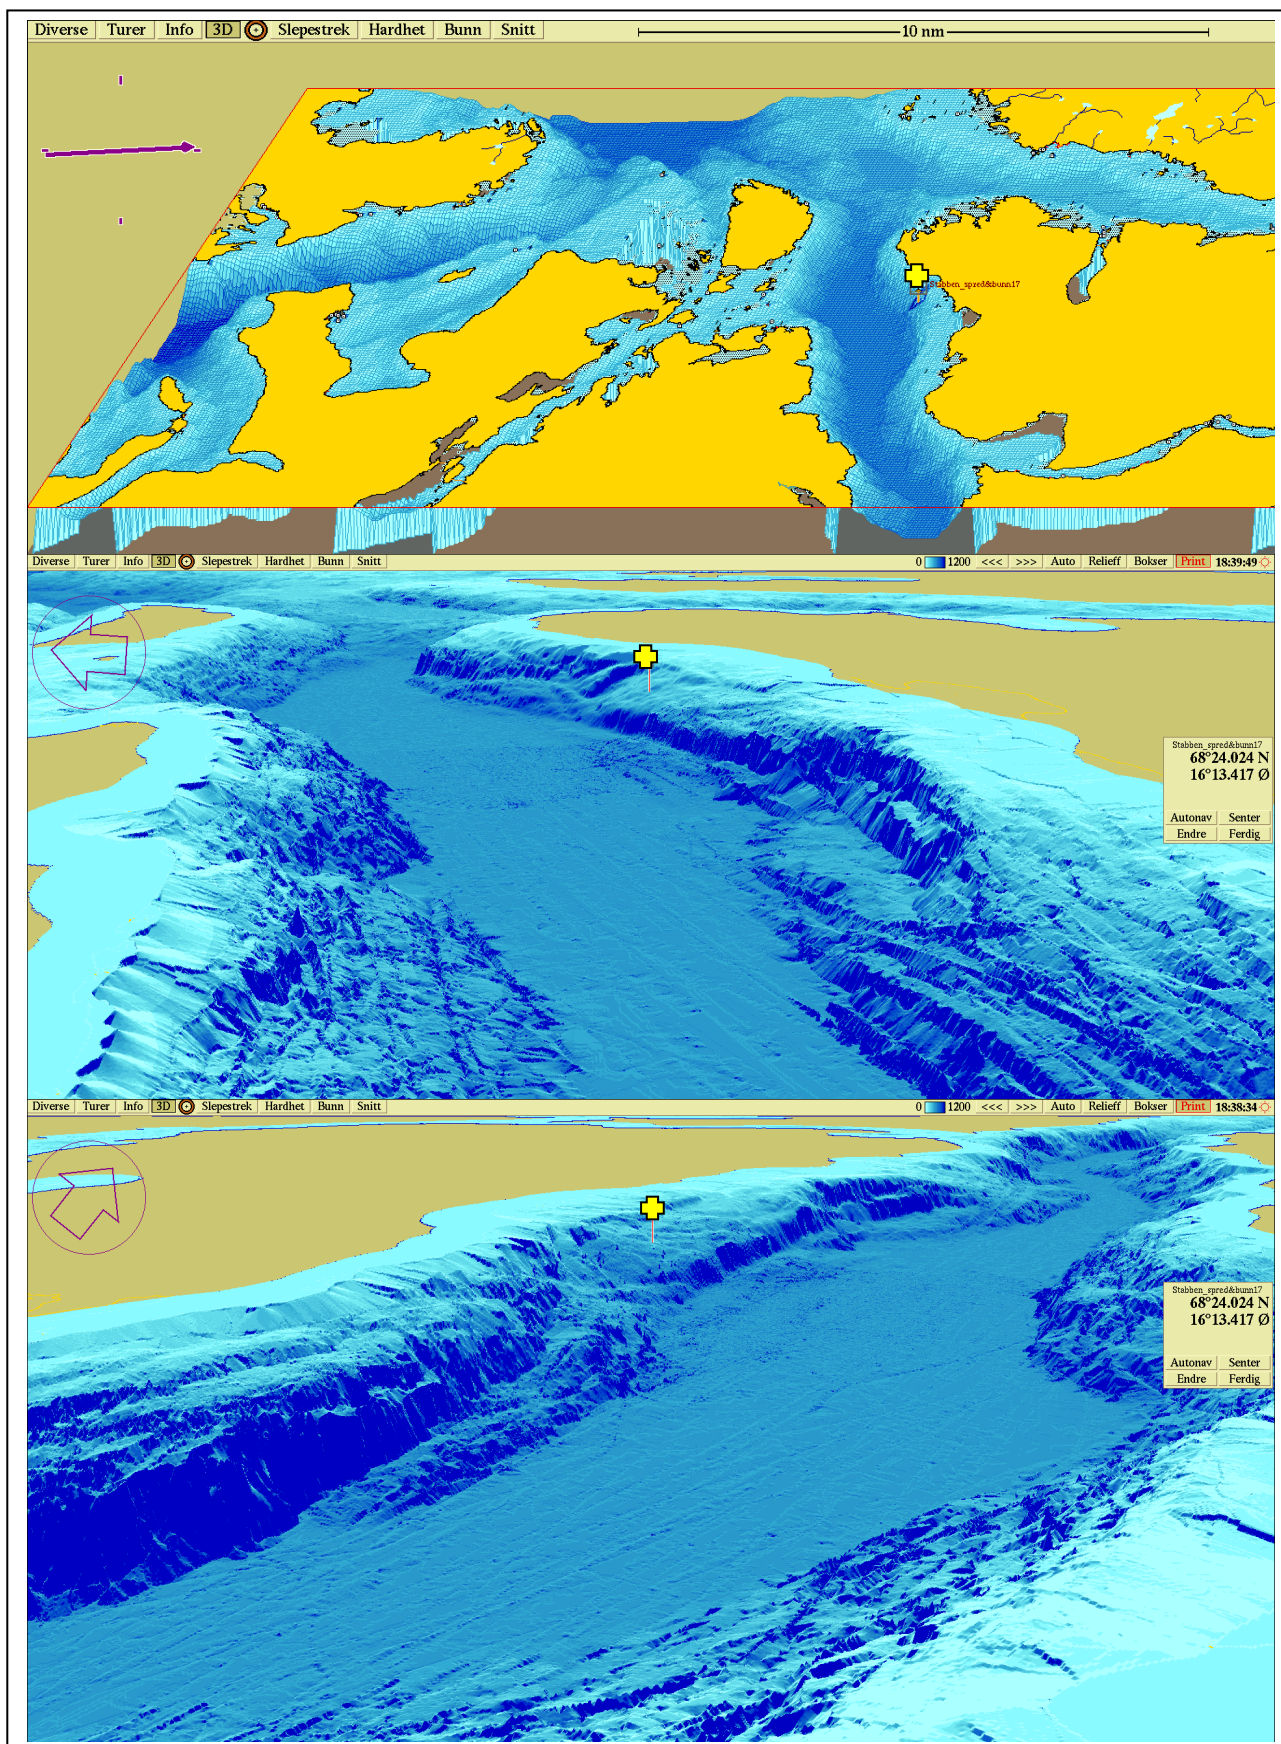 Diverse Turer Info 3D Slepestrek Hardhet Bunn Snitt 10 nm
Stabben_spred&bunn17
Diverse Turer Info 3D Slepestrek Hardhet Bunn Snitt 0 1200 <<< >>> Auto Relieff Bokser Print 18:39:49
Stabben_spred&bunn17
68°24.024 N
16°13.417 Ø
Autonav Senter
Endre Ferdig
Diverse Turer Info 3D Slepestrek Hardhet Bunn Snitt 0 1200 <<< >>> Auto Relieff Bokser Print 18:38:34
Stabben_spred&bunn17
68°24.024 N
16°13.417 Ø
Autonav Senter
Endre Ferdig